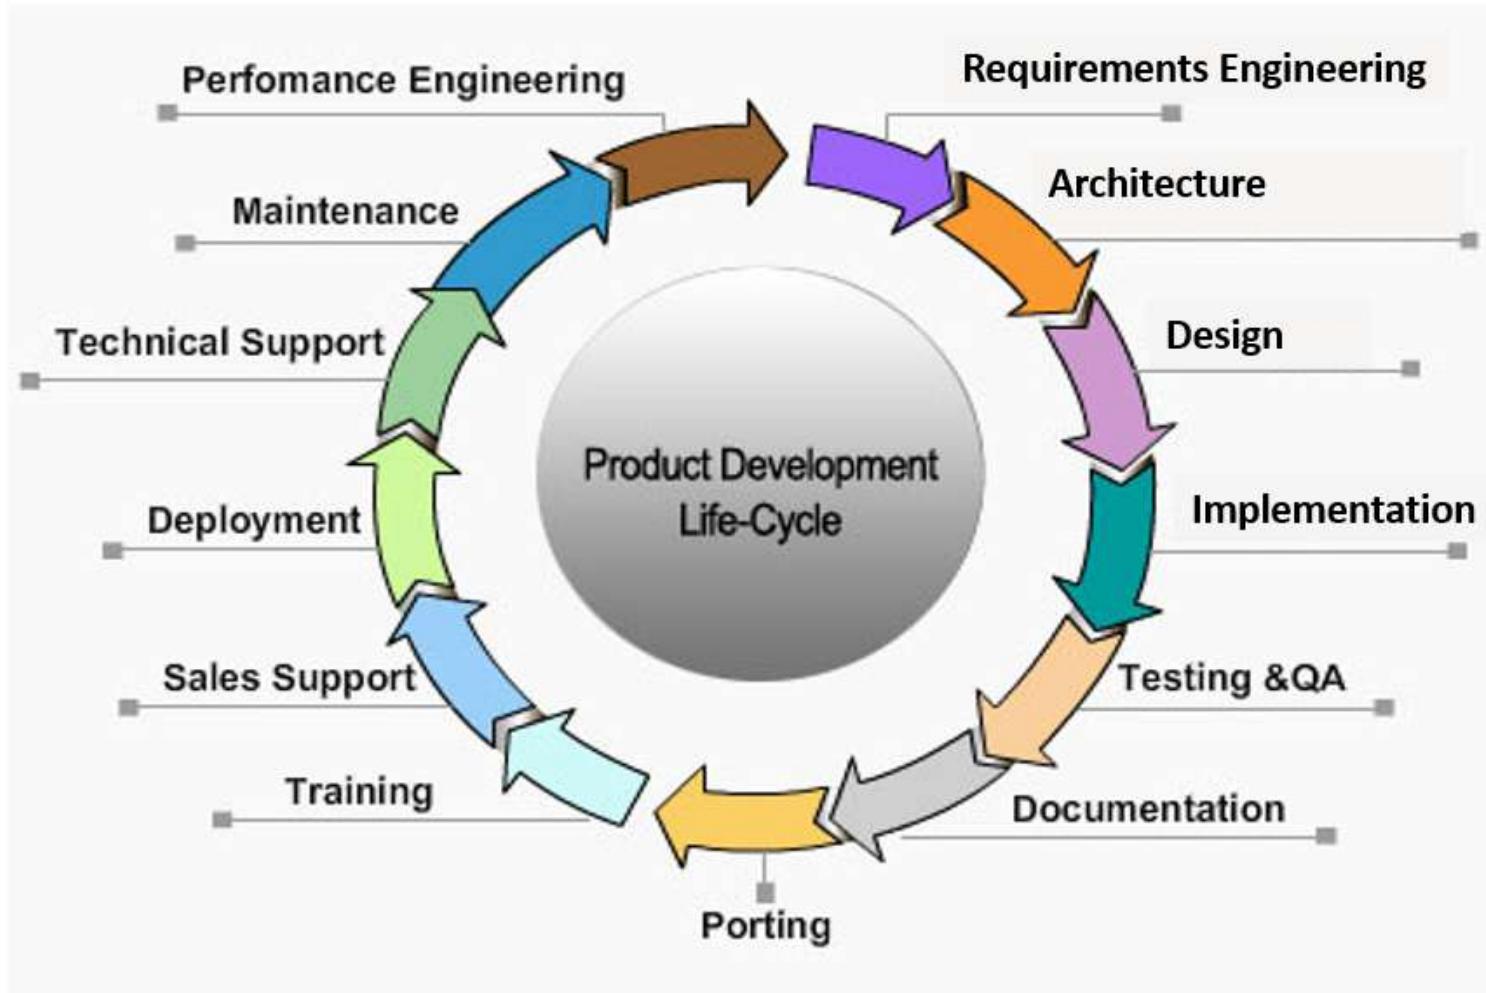 Perfomance Engineering
Requirements Engineering
Architecture
Maintenance
Technical Support
Design
Product Development
Life-Cycle
Deployment
Implementation
Sales Support
Testing &QA
Training
Documentation
Porting